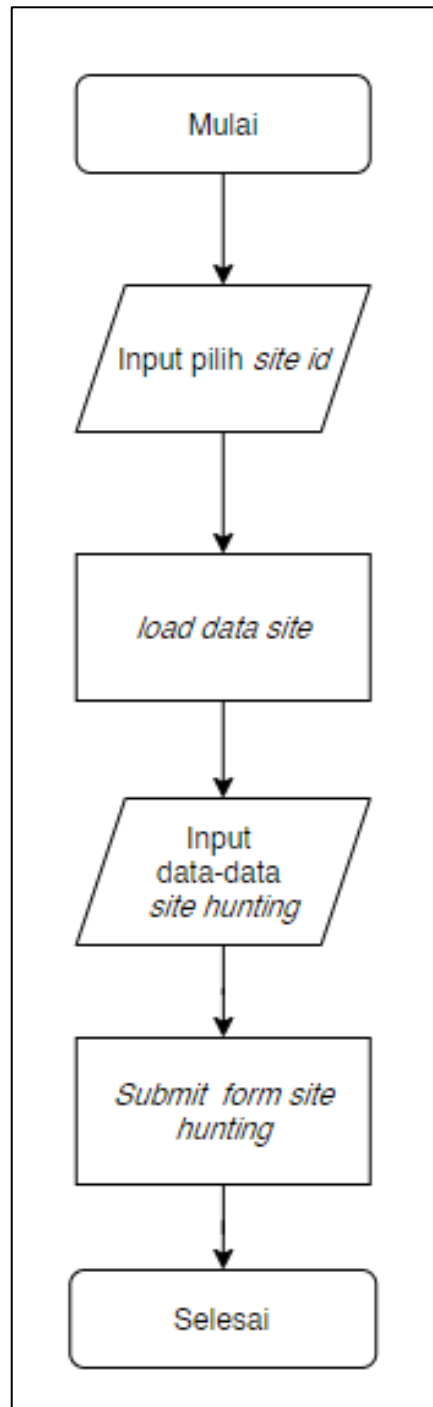 Mulai
Input pilih site id
load data site
Input
data-data
site hunting
Submit form site
hunting
Selesai